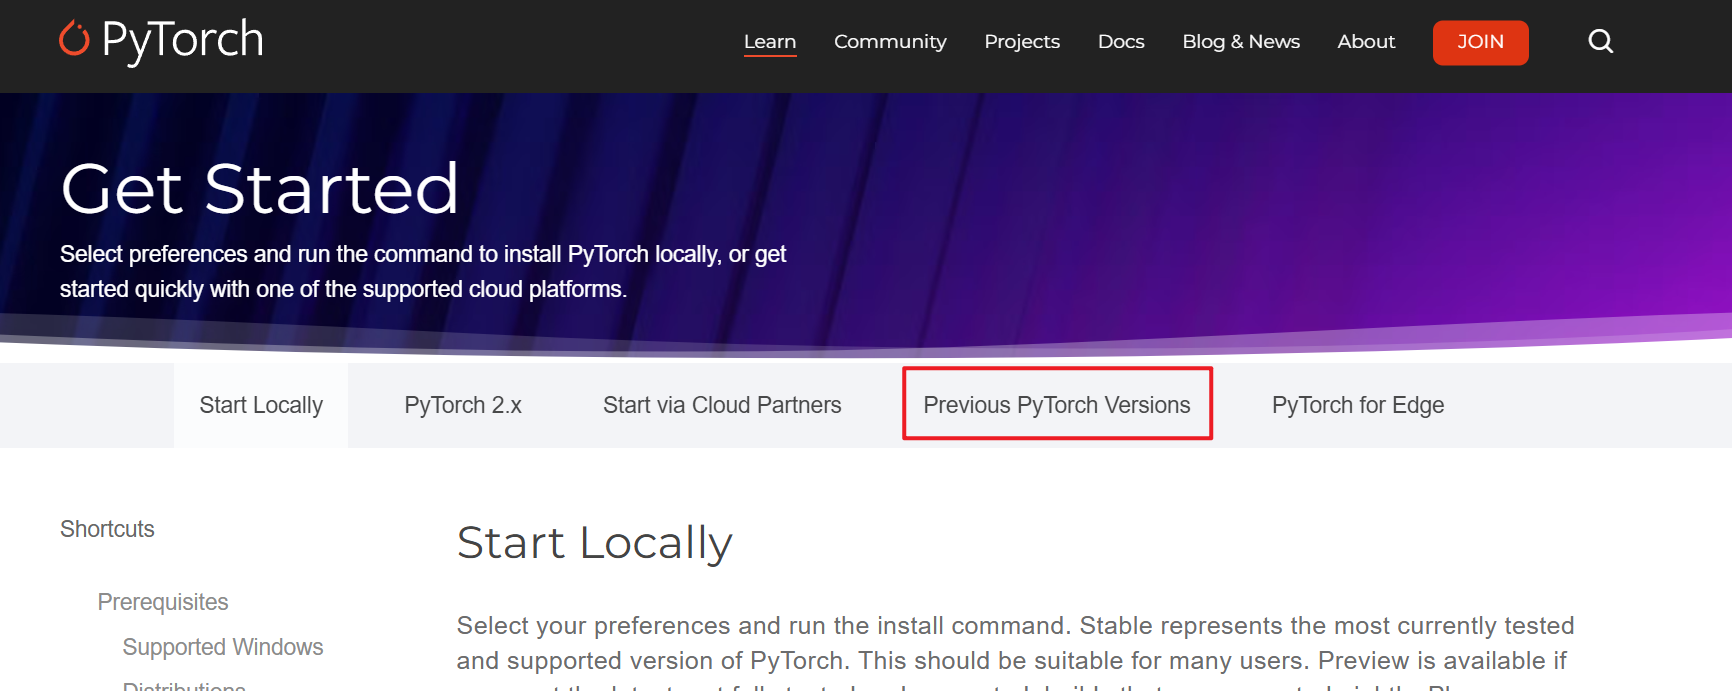 PyTorch
Learn Community Projects Docs Blog & News About JOIN
Get Started
Select preferences and run the command to install PyTorch locally, or get
started quickly with one of the supported cloud platforms.
Start Locally PyTorch 2.x Start via Cloud Partners Previous PyTorch Versions PyTorch for Edge
Shortcuts
Prerequisites
Supported Windows
Distributions
Start Locally
Select your preferences and run the install command. Stable represents the most currently tested
and supported version of PyTorch. This should be suitable for many users. Preview is available if